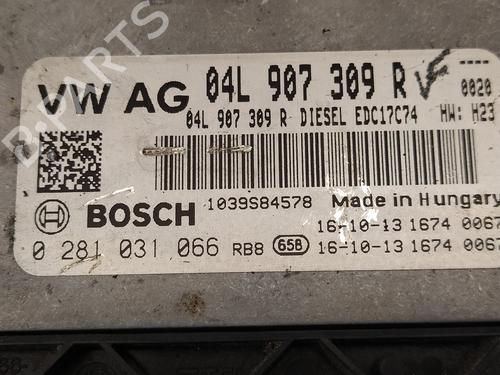 VW AG 04L 907 309 R VF 0020
04L 907 309 R DIESEL EDC17C74 HW: H23
BOSCH 1039S84578 Made in Hungary
16-10-13 1674 0067
0 281 031 066 RB8 658 16-10-13 1674 0067
B-PARTS